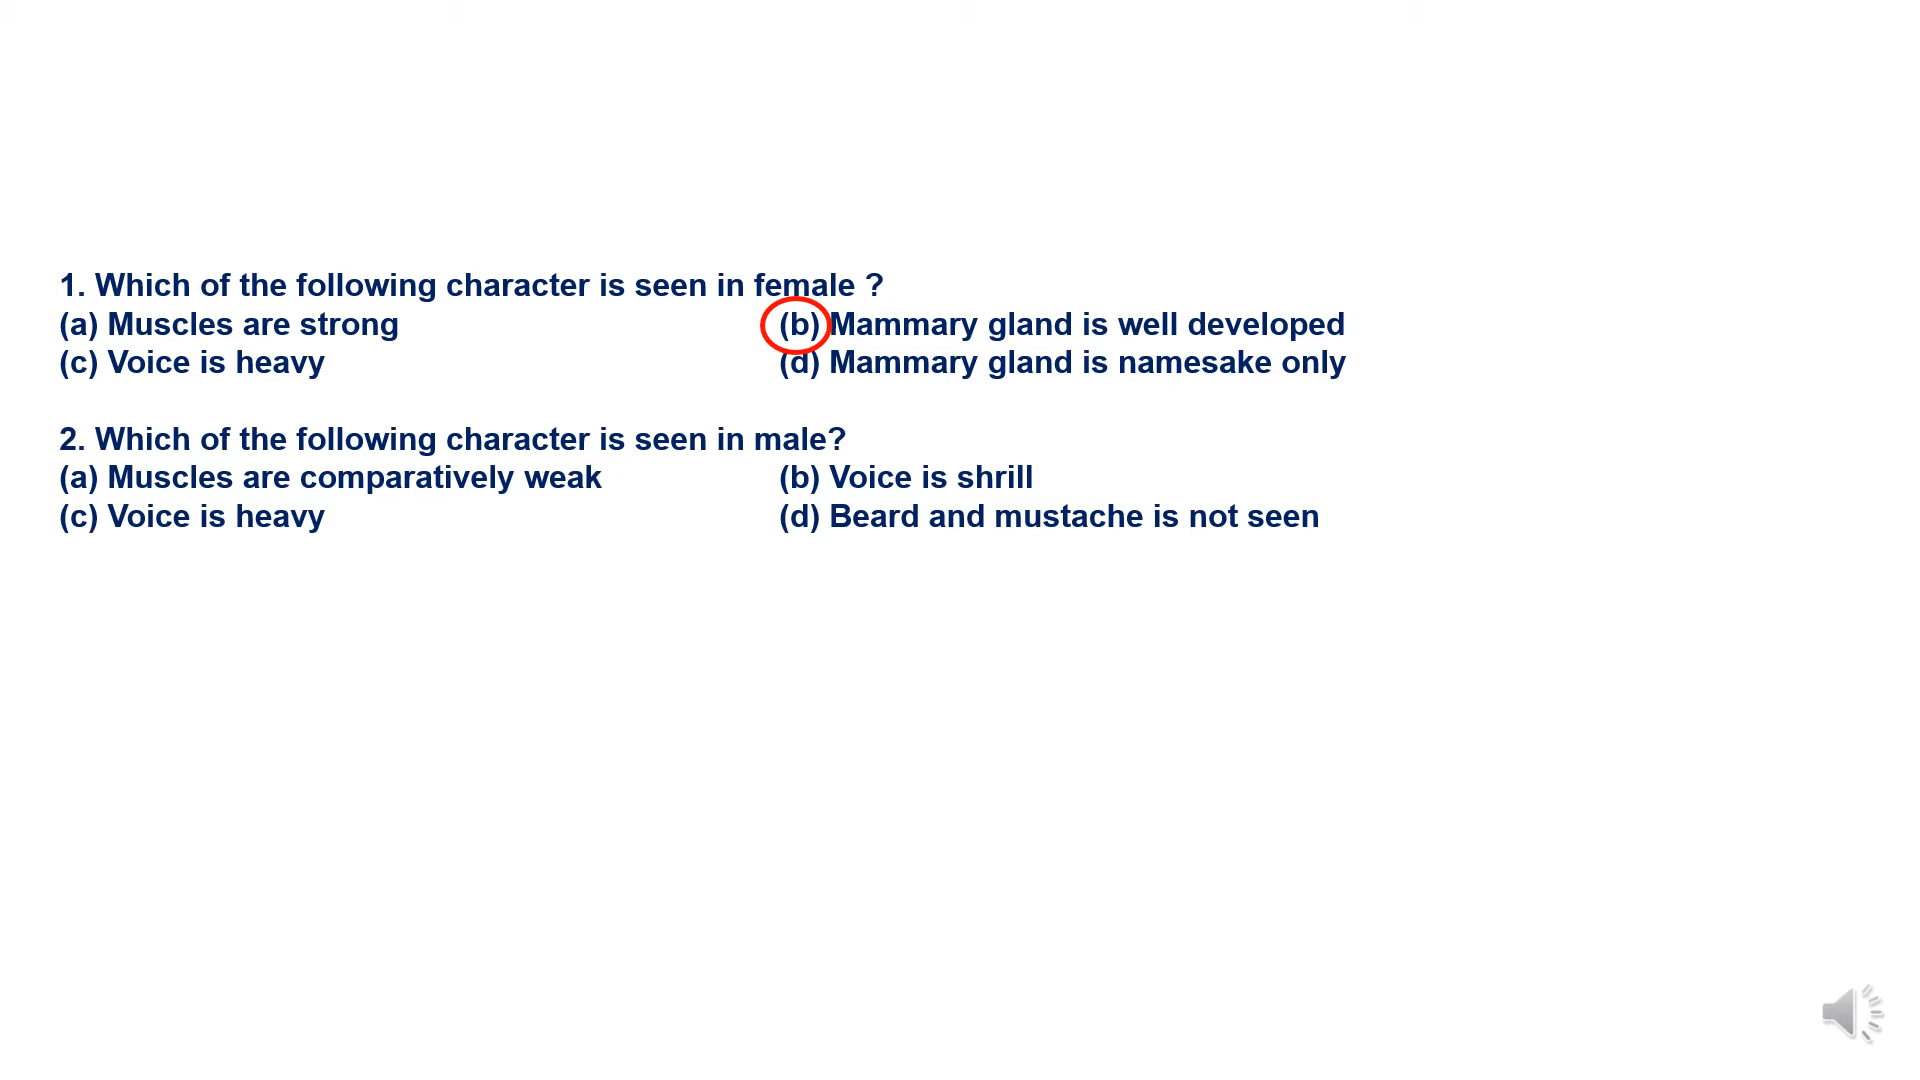 1. Which of the following character is seen in female ?
(a) Muscles are strong (b) Mammary gland is well developed
(c) Voice is heavy (d) Mammary gland is namesake only
2. Which of the following character is seen in male?
(a) Muscles are comparatively weak (b) Voice is shrill
(c) Voice is heavy (d) Beard and mustache is not seen